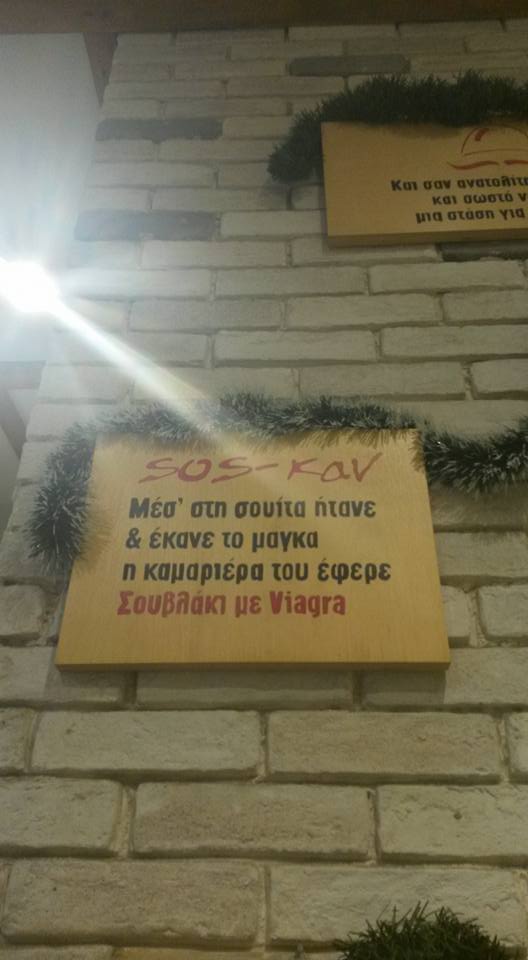 Και σαν ανατολίτ
και σωστό
μια στάση για
SOS-καν
Μέσ' στη σουίτα ήτανε
& έκανε το μαγκα
η καμαριέρα του έφερε
Σουβλάκι με Viagra